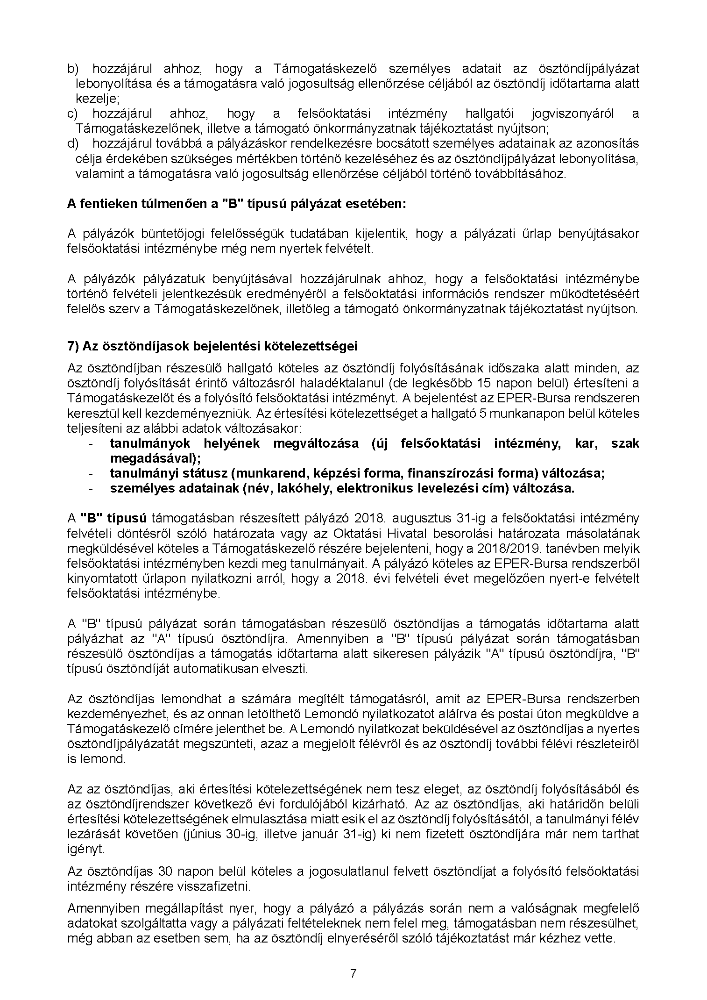 b) hozzájárul ahhoz, hogy a Támogatáskezelő személyes adatait az ösztöndíjpályázat
lebonyolítása és a támogatásra való jogosultság ellenőrzése céljából az ösztöndíj időtartama alatt
kezelje;
c) hozzájárul ahhoz, hogy a felsőoktatási intézmény hallgatói jogviszonyáról a
Támogatáskezelőnek, illetve a támogató önkormányzatnak tájékoztatást nyújtson;
d) hozzájárul továbbá a pályázáskor rendelkezésre bocsátott személyes adatainak az azonosítás
célja érdekében szükséges mértékben történő kezeléséhez és az ösztöndíjpályázat lebonyolítása,
valamint a támogatásra való jogosultság ellenőrzése céljából történő továbbításához.
A fentieken túlmenően a "B" típusú pályázat esetében:
A pályázók büntetőjogi felelősségük tudatában kijelentik, hogy a pályázati űrlap benyújtásakor
felsőoktatási intézménybe még nem nyertek felvételt.
A pályázók pályázatuk benyújtásával hozzájárulnak ahhoz, hogy a felsőoktatási intézménybe
történő felvételi jelentkezésük eredményéről a felsőoktatási információs rendszer működtetéséért
felelős szerv a Támogatáskezelőnek, illetőleg a támogató önkormányzatnak tájékoztatást nyújtson.
7) Az ösztöndíjasok bejelentési kötelezettségei
Az ösztöndíjban részesülő hallgató köteles az ösztöndíj folyósításának időszaka alatt minden, az
ösztöndíj folyósítását érintő változásról haladéktalanul (de legkésőbb 15 napon belül) értesíteni a
Támogatáskezelőt és a folyósító felsőoktatási intézményt. A bejelentést az EPER-Bursa rendszeren
keresztül kell kezdeményezniük. Az értesítési kötelezettséget a hallgató 5 munkanapon belül köteles
teljesíteni az alábbi adatok változásakor:
- tanulmányok helyének megváltozása (új felsőoktatási intézmény, kar, szak
megadásával);
- tanulmányi státusz (munkarend, képzési forma, finanszírozási forma) változása;
- személyes adatainak (név, lakóhely, elektronikus levelezési cím) változása.
A "B" típusú támogatásban részesített pályázó 2018. augusztus 31-ig a felsőoktatási intézmény
felvételi döntésről szóló határozata vagy az Oktatási Hivatal besorolási határozata másolatának
megküldésével köteles a Támogatáskezelő részére bejelenteni, hogy a 2018/2019. tanévben melyik
felsőoktatási intézményben kezdi meg tanulmányait. A pályázó köteles az EPER-Bursa rendszerből
kinyomtatott űrlapon nyilatkozni arról, hogy a 2018. évi felvételi évet megelőzően nyert-e felvételt
felsőoktatási intézménybe.
A "B" típusú pályázat során támogatásban részesülő ösztöndíjas a támogatás időtartama alatt
pályázhat az "A" típusú ösztöndíjra. Amennyiben a "B" típusú pályázat során támogatásban
részesülő ösztöndíjas a támogatás időtartama alatt sikeresen pályázik "A" típusú ösztöndíjra, "B"
típusú ösztöndíját automatikusan elveszti.
Az ösztöndíjas lemondhat a számára megítélt támogatásról, amit az EPER-Bursa rendszerben
kezdeményezhet, és az onnan letölthető Lemondó nyilatkozatot aláírva és postai úton megküldve a
Támogatáskezelő címére jelenthet be. A Lemondó nyilatkozat beküldésével az ösztöndíjas a nyertes
ösztöndíjpályázatát megszünteti, azaz a megjelölt félévről és az ösztöndíj további félévi részleteiről
is lemond.
Az az ösztöndíjas, aki értesítési kötelezettségének nem tesz eleget, az ösztöndíj folyósításából és
az ösztöndíjrendszer következő évi fordulójából kizárható. Az az ösztöndíjas, aki határidőn belüli
értesítési kötelezettségének elmulasztása miatt esik el az ösztöndíj folyósításától, a tanulmányi félév
lezárását követően (június 30-ig, illetve január 31-ig) ki nem fizetett ösztöndíjára már nem tarthat
igényt.
Az ösztöndíjas 30 napon belül köteles a jogosulatlanul felvett ösztöndíjat a folyósító felsőoktatási
intézmény részére visszafizetni.
Amennyiben megállapítást nyer, hogy a pályázó a pályázás során nem a valóságnak megfelelő
adatokat szolgáltatta vagy a pályázati feltételeknek nem felel meg, támogatásban nem részesülhet,
még abban az esetben sem, ha az ösztöndíj elnyeréséről szóló tájékoztatást már kézhez vette.
7